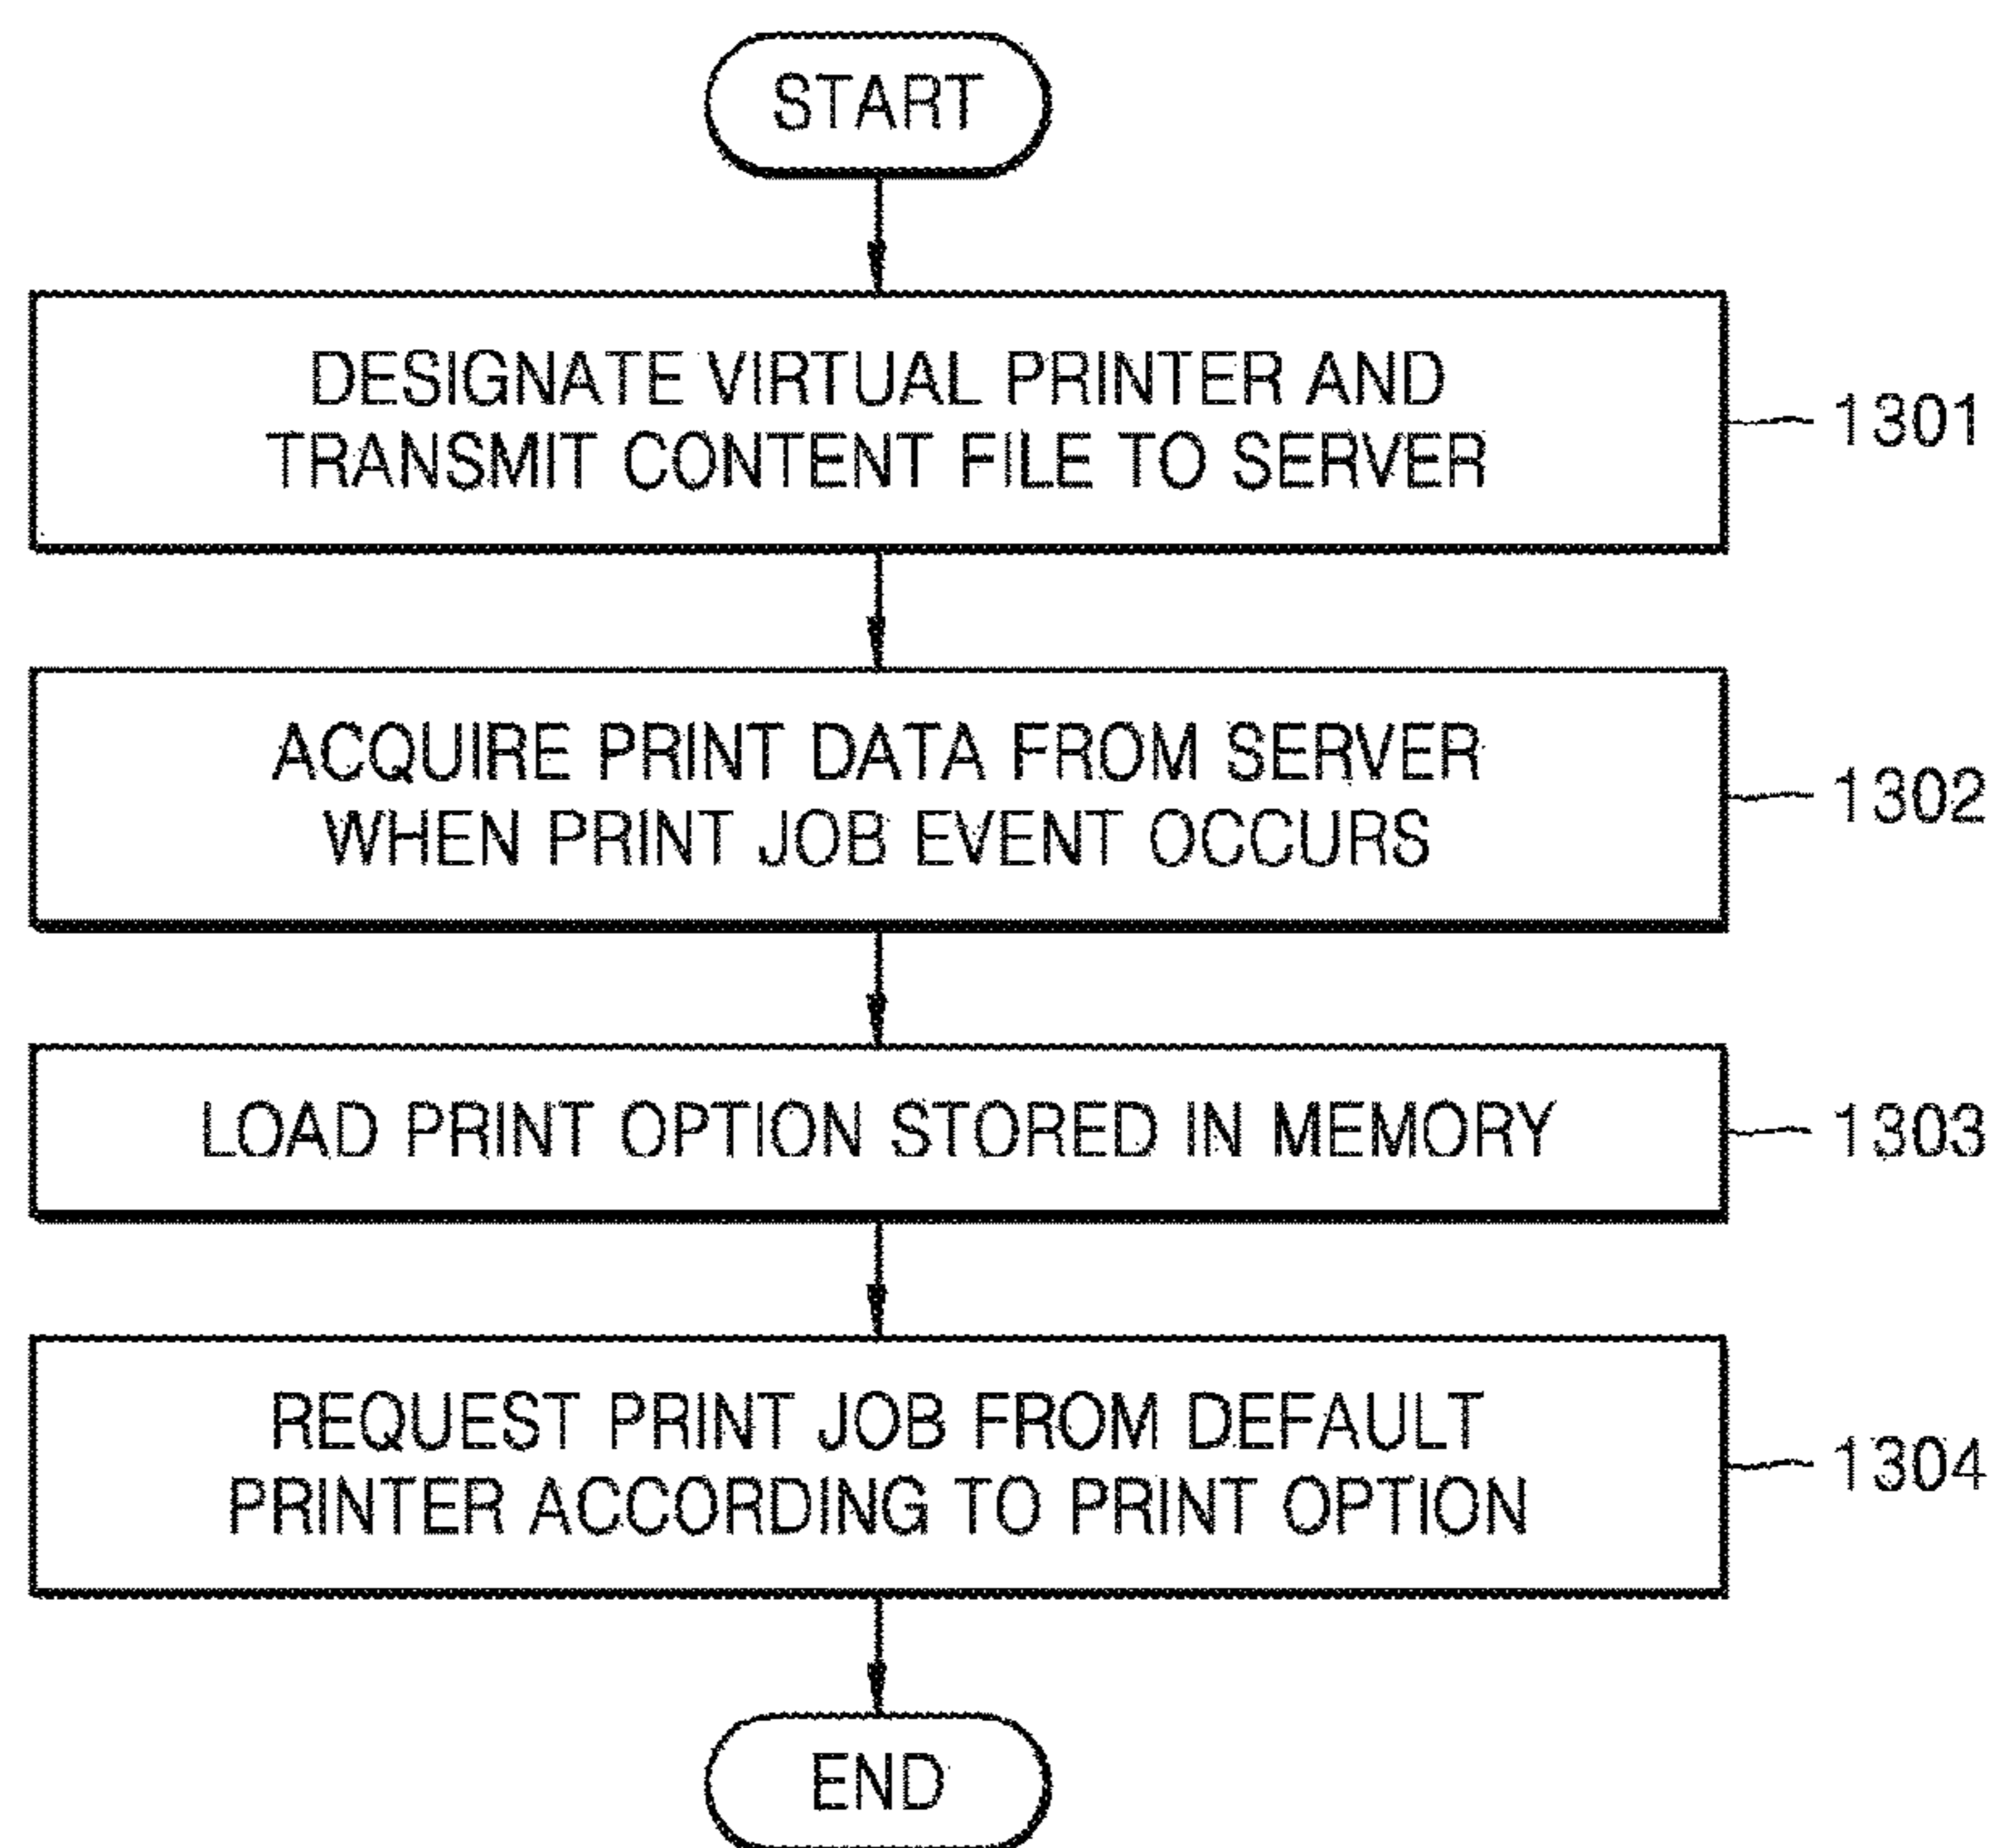 START
DESIGNATE VIRTUAL PRINTER AND
TRANSMIT CONTENT FILE TO SERVER
1301
ACQUIRE PRINT DATA FROM SERVER
WHEN PRINT JOB EVENT OCCURS
1302
LOAD PRINT OPTION STORED IN MEMORY
1303
REQUEST PRINT JOB FROM DEFAULT
PRINTER ACCORDING TO PRINT OPTION
1304
END